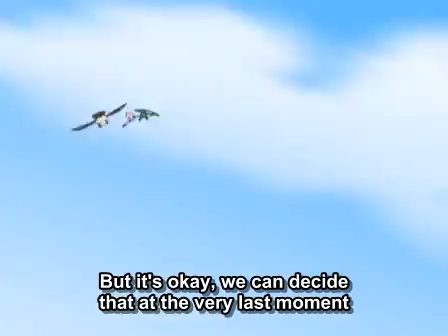 But it's okay, we can decide
that at the very last moment